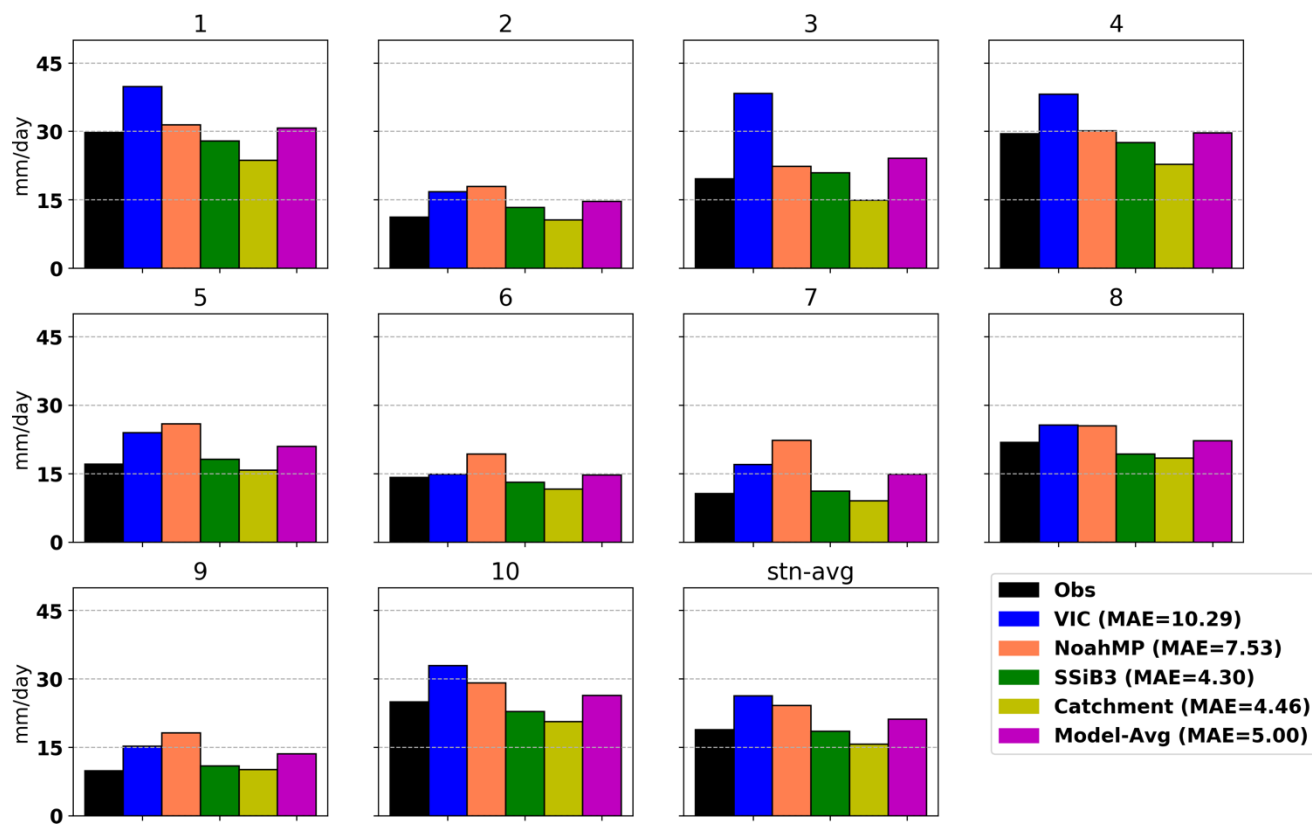 1
2
3
4
45
30
15
0
mm/day
5
6
7
8
45
30
15
0
mm/day
9
10
stn-avg
45
30
15
0
mm/day
Obs
VIC (MAE=10.29)
NoahMP (MAE=7.53)
SSiB3 (MAE=4.30)
Catchment (MAE=4.46)
Model-Avg (MAE=5.00)